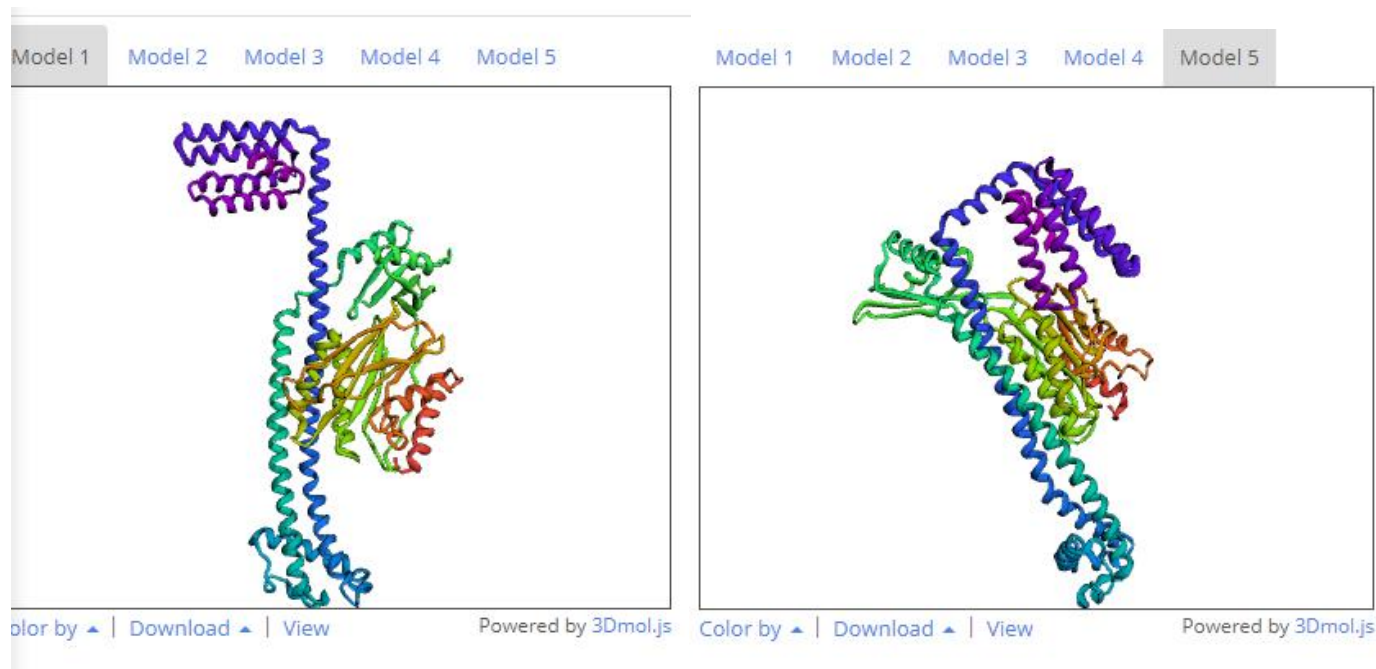 Model 1 Model 2 Model 3 Model 4 Model 5
Model 1 Model 2 Model 3 Model 4 Model 5
olor by | Download | View Powered by 3Dmol.js
Color by | Download | View Powered by 3Dmol.js